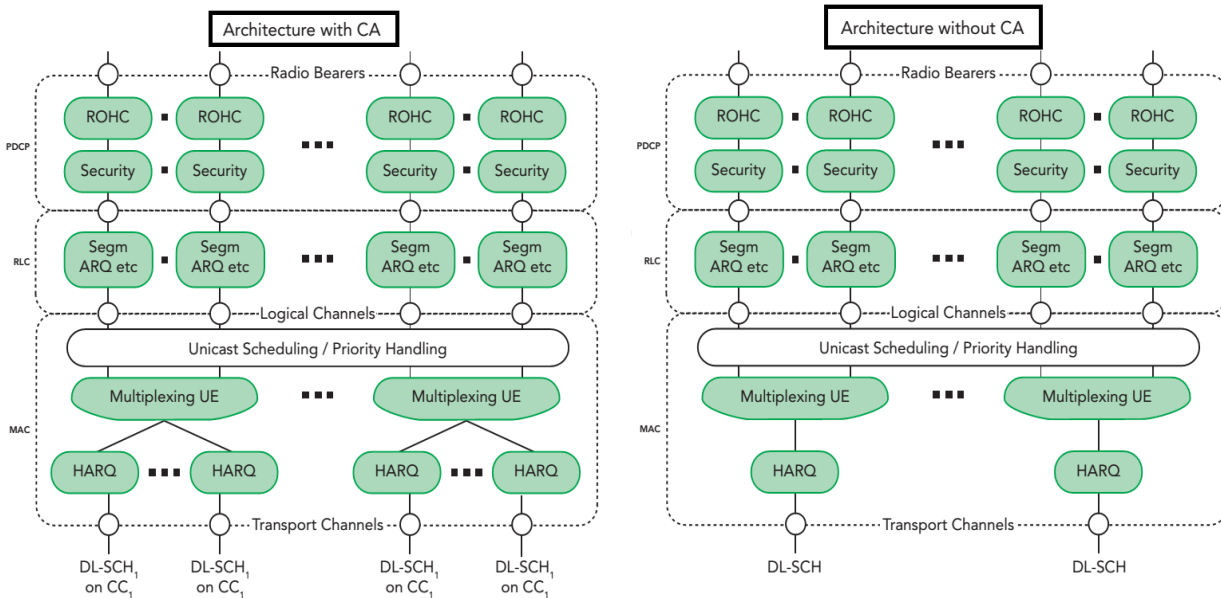 Architecture with CA
Radio Bearers
ROHC ROHC ROHC ROHC
PDCP
Security Security Security Security
Segm Segm Segm Segm
RLC
ARQ etc ARQ etc ARQ etc ARQ etc
Logical Channels
Unicast Scheduling / Priority Handling
Multiplexing UE Multiplexing UE
MAC
HARQ HARQ HARQ HARQ
Transport Channels
DL-SCH₁ DL-SCH₁ DL-SCH₁ DL-SCH₁
on CC₁ on CC₁ on CC₁ on CC₁
Architecture without CA
Radio Bearers
ROHC ROHC ROHC ROHC
PDCP
Security Security Security Security
Segm Segm Segm Segm
RLC
ARQ etc ARQ etc ARQ etc ARQ etc
Logical Channels
Unicast Scheduling / Priority Handling
Multiplexing UE Multiplexing UE
MAC
HARQ HARQ
Transport Channels
DL-SCH DL-SCH